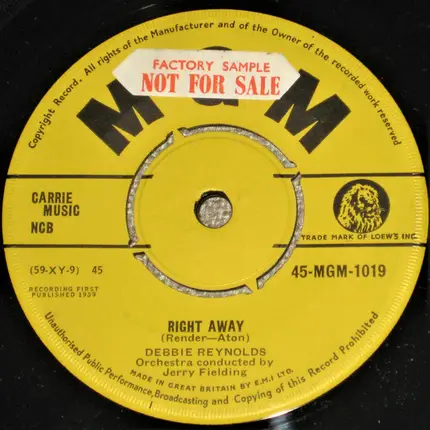 Copyright Record. All rights of the Manufacturer and of the Owner of the recorded work reserved
FACTORY SAMPLE
NOT FOR SALE
MGM
CARRIE
MUSIC
NCB
TRADE MARK OF LOEW'S INC
(59-XY-9) 45
45-MGM-1019
RECORDING FIRST
PUBLISHED 1959
RIGHT AWAY
(Render—Aton)
DEBBIE REYNOLDS
Orchestra conducted by
Jerry Fielding
MADE IN GREAT BRITAIN BY E.M.I LTD.
Unauthorised Public Performance, Broadcasting and Copying of this Record Prohibited